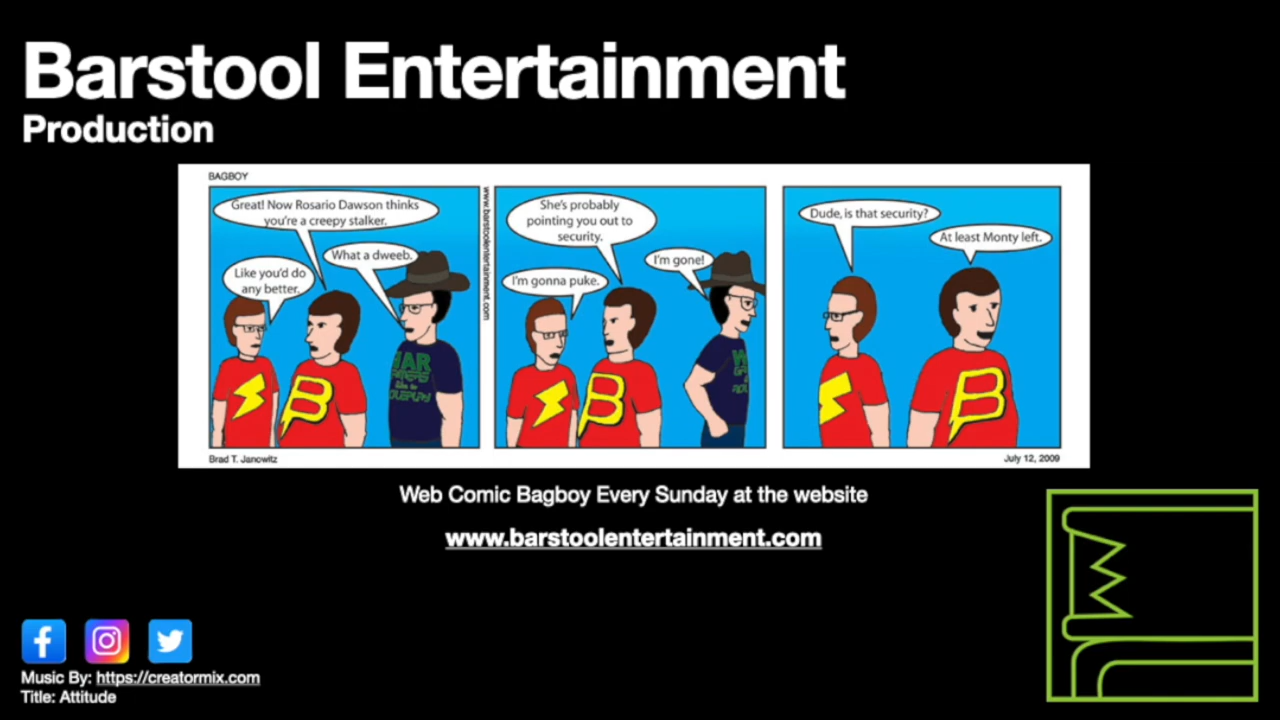 Barstool Entertainment
Production
BAGBOY
Great! Now Rosario Dawson thinks
you're a creepy stalker.
What a dweeb.
Like you'd do
any better.
www.barstoolentertainment.com
She's probably
pointing you out to
security.
I'm gone!
I'm gonna puke.
Dude, is that security?
At least Monty left.
B
B
B
Brad T. Janowitz
July 12, 2009
Web Comic Bagboy Every Sunday at the website
www.barstoolentertainment.com
Music By: https://creatormix.com
Title: Attitude